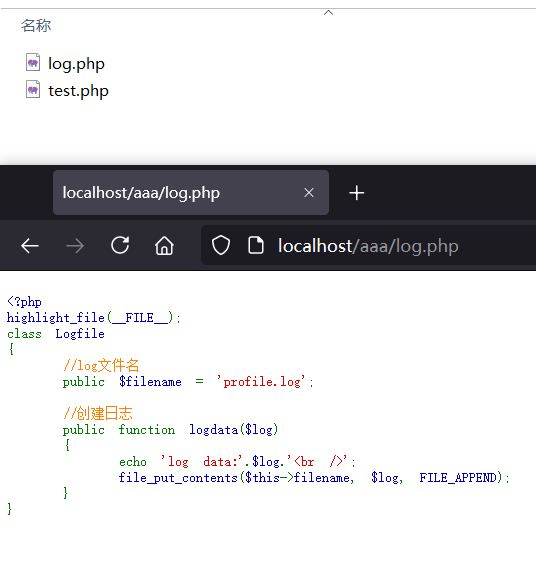 名称
log.php
test.php
localhost/aaa/log.php
localhost/aaa/log.php
<?php
highlight_file(__FILE__);
class Logfile
{
//log文件名
public $filename = 'profile.log';
//创建日志
public function logdata($log)
{
echo 'log data:'.$log.'<br />';
file_put_contents($this->filename, $log, FILE_APPEND);
}
}